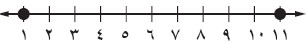 ١ ٢ ٣ ٤ ٥ ٦ ٧ ٨ ٩ ١٠ ١١